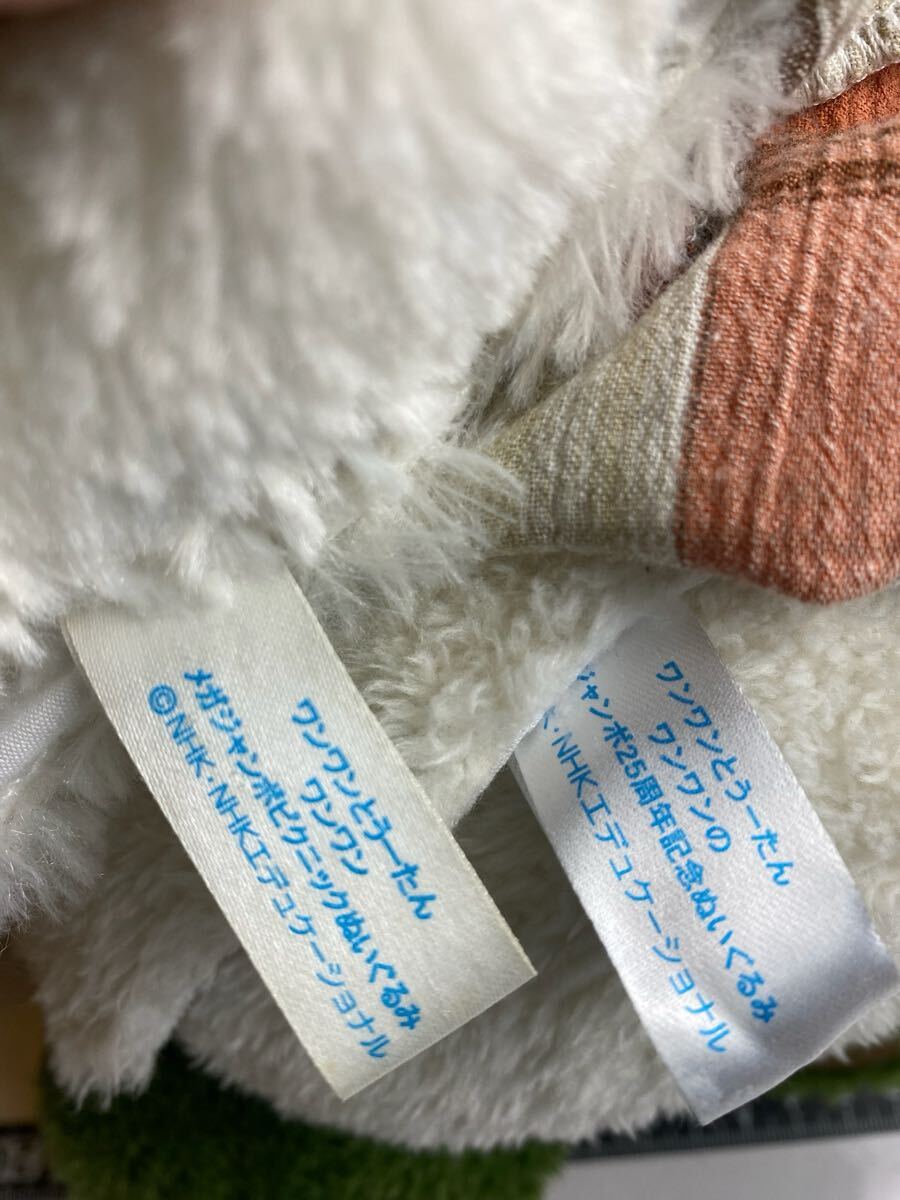 ワンワンとうーたん
ワンワン
メガジャンボピクニックぬいぐるみ
©NHK・NHKエデュケーショナル
ワンワンとうーたん
ワンワンの
ジャンボ25周年記念ぬいぐるみ
K・NHKエデュケーショナル